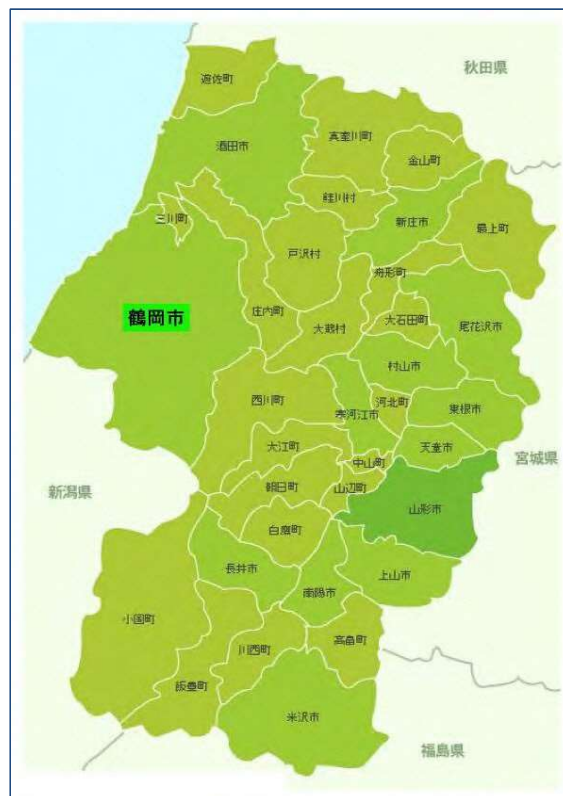 秋田県
遊佐町
真室川町
酒田市
金山町
鮭川村
新庄市
最上町
三川町
戸沢村
舟形町
庄内町
鶴岡市
大蔵村
大石田町
尾花沢市
村山市
西川町
河北町
寒河江市
東根市
大江町
天童市
中山町
宮城県
朝日町
山辺町
新潟県
山形市
白鷹町
長井市
上山市
南陽市
小国町
高畠町
川西町
飯豊町
米沢市
福島県